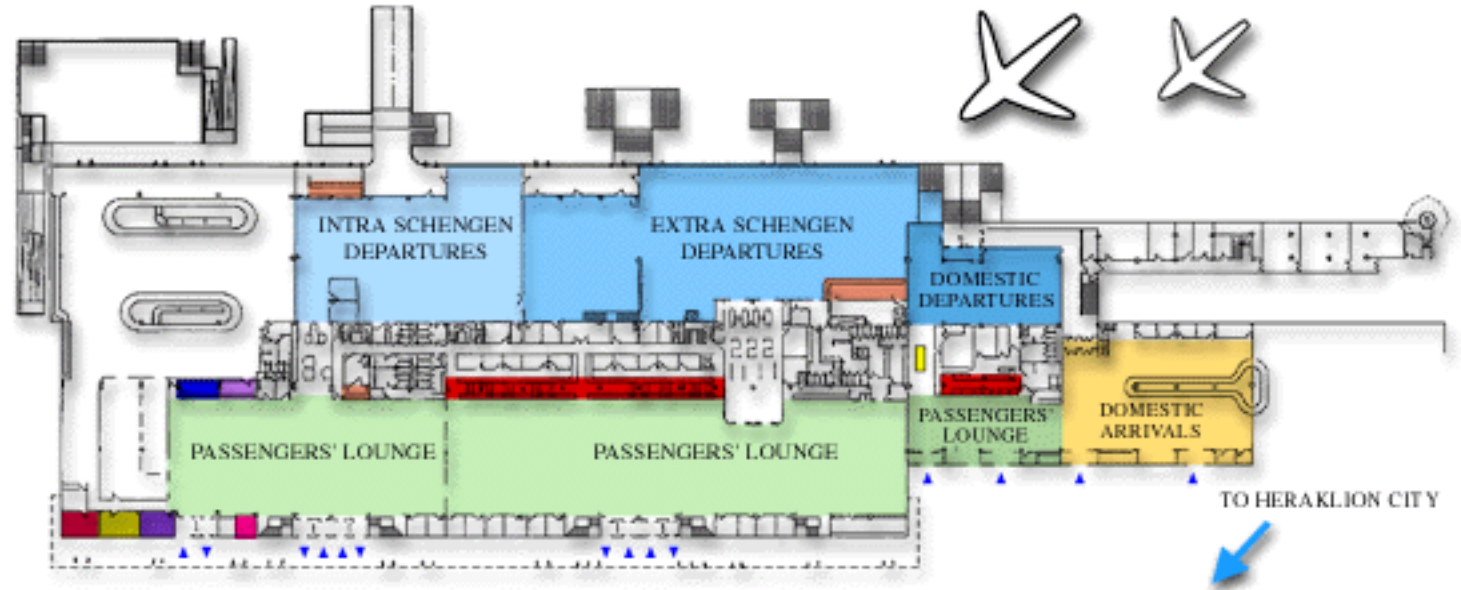 INTRA SCHENGEN
DEPARTURES
EXTRA SCHENGEN
DEPARTURES
DOMESTIC
DEPARTURES
PASSENGERS' LOUNGE
PASSENGERS' LOUNGE
PASSENGERS'
LOUNGE
DOMESTIC
ARRIVALS
TO HERAKLION CITY